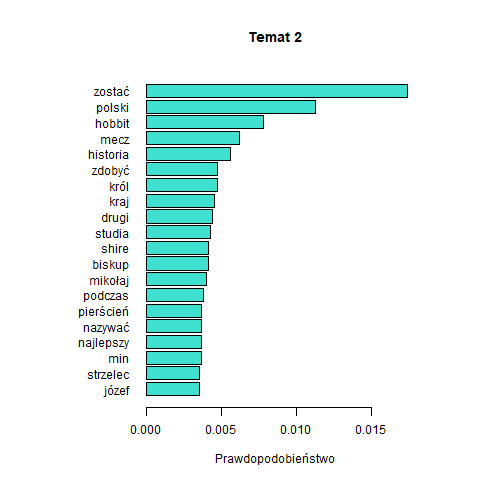 Temat 2
zostać
polski
hobbit
mecz
historia
zdobyć
król
kraj
drugi
studia
shire
biskup
mikołaj
podczas
pierścień
nazywać
najlepszy
min
strzelec
józef
0.000 0.005 0.010 0.015
Prawdopodobieństwo